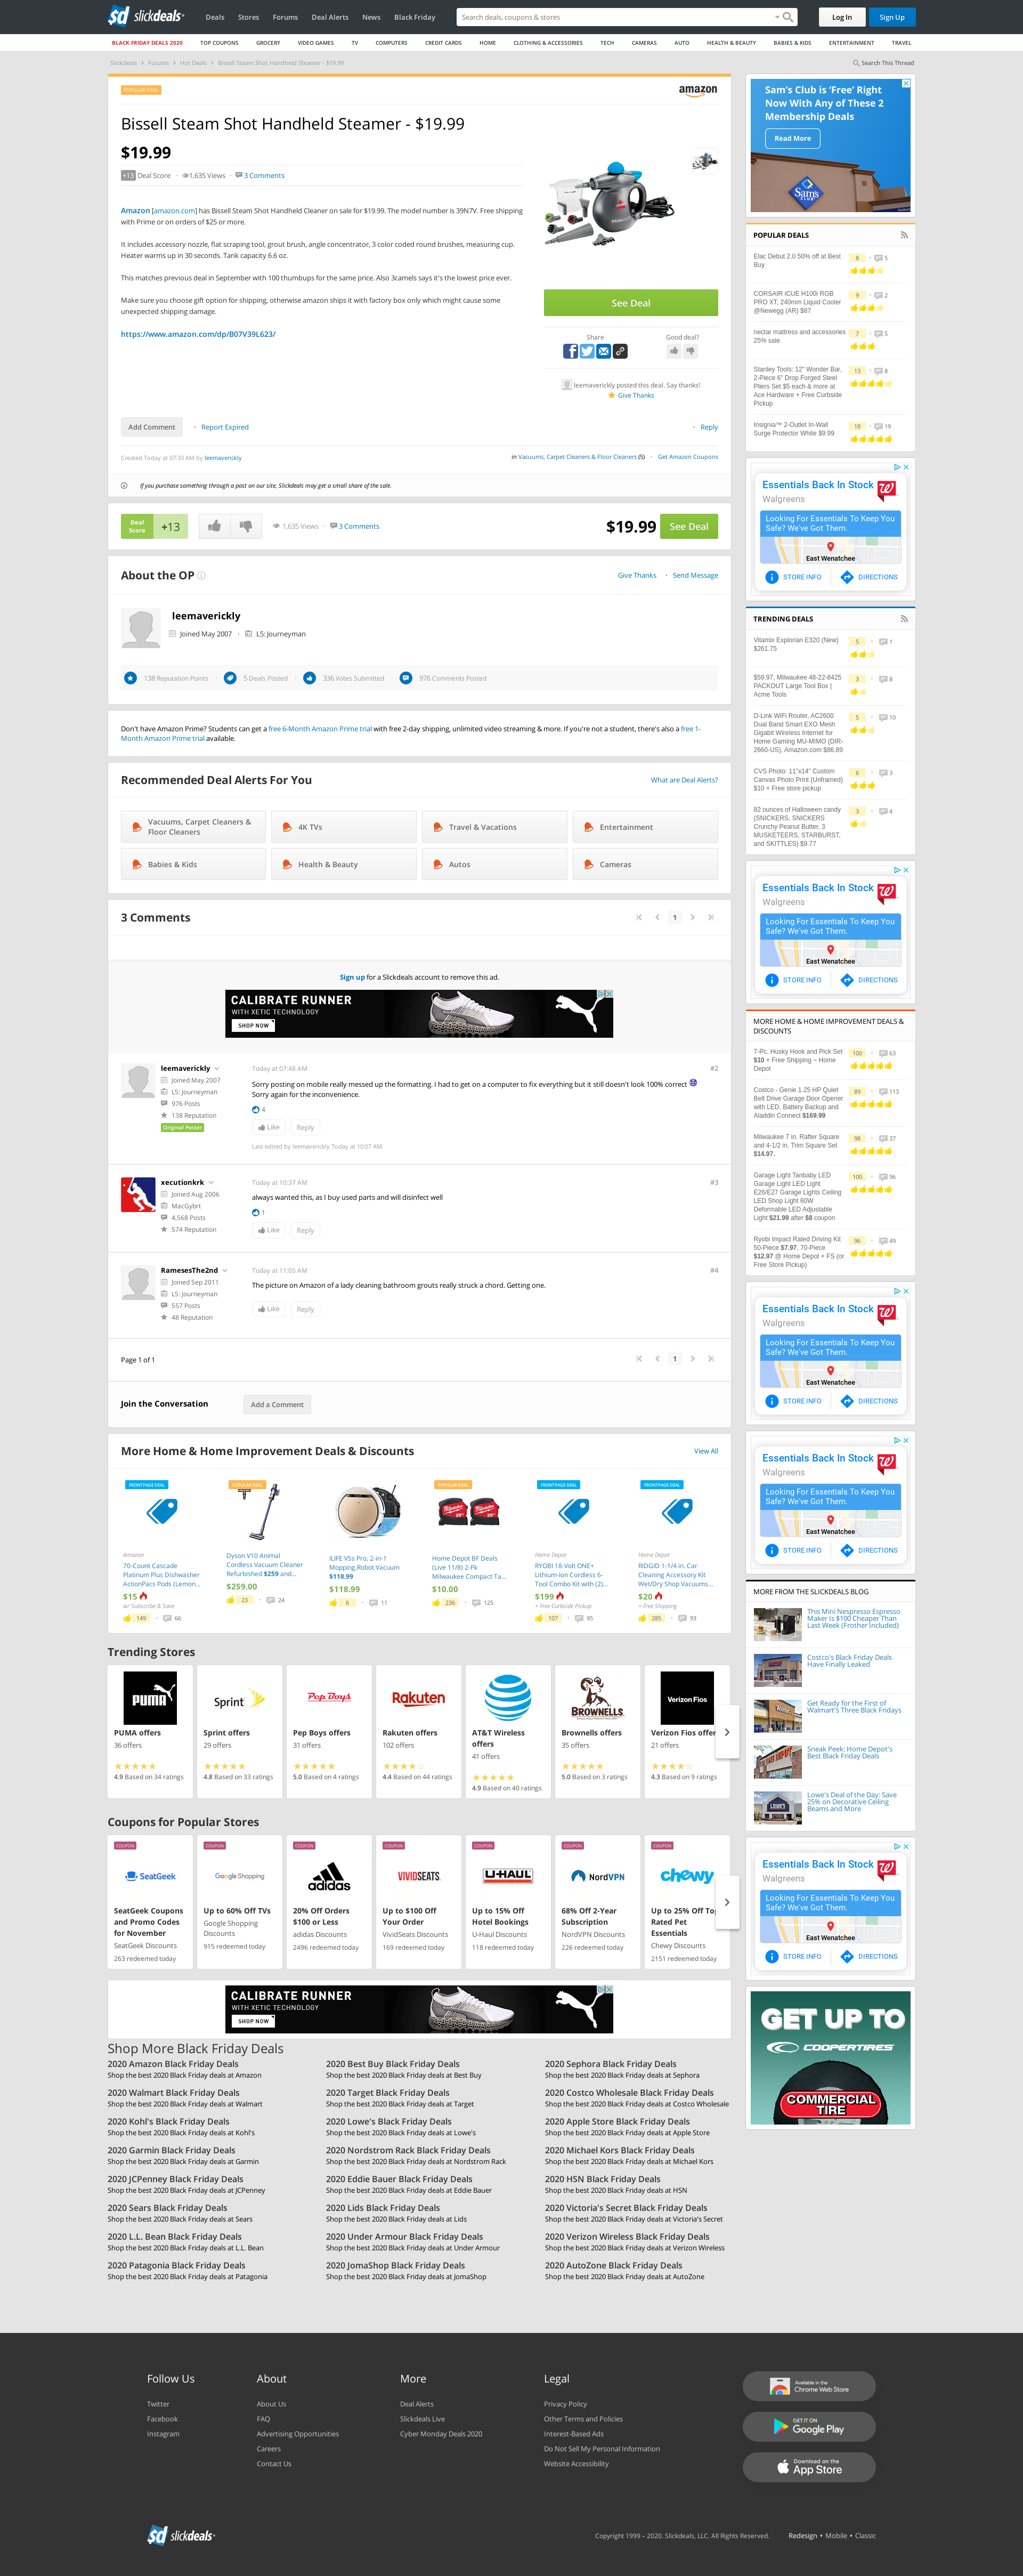 slickdeals
Deals Stores Forums Deal Alerts News Black Friday
Search deals, coupons & stores
Log In Sign Up
BLACK FRIDAY DEALS 2020 TOP COUPONS GROCERY VIDEO GAMES TV COMPUTERS CREDIT CARDS HOME CLOTHING & ACCESSORIES TECH CAMERAS AUTO HEALTH & BEAUTY BABIES & KIDS ENTERTAINMENT TRAVEL
Slickdeals > Forums > Hot Deals > Bissell Steam Shot Handheld Steamer - $19.99
Search This Thread
POPULAR DEAL
amazon
Bissell Steam Shot Handheld Steamer - $19.99
$19.99
+13 Deal Score · 1,635 Views · 3 Comments
Amazon [amazon.com] has Bissell Steam Shot Handheld Cleaner on sale for $19.99. The model number is 39N7V. Free shipping
with Prime or on orders of $25 or more.
It includes accessory nozzle, flat scraping tool, grout brush, angle concentrator, 3 color coded round brushes, measuring cup.
Heater warms up in 30 seconds. Tank capacity 6.6 oz.
This matches previous deal in September with 100 thumbups for the same price. Also 3camels says it's the lowest price ever.
Make sure you choose gift option for shipping, otherwise amazon ships it with factory box only which might cause some
unexpected shipping damage.
https://www.amazon.com/dp/B07V39L623/
See Deal
Share
Good deal?
leemaverickly posted this deal. Say thanks!
Give Thanks
Add Comment · Report Expired
· Reply
Created Today at 07:33 AM by leemaverickly
in Vacuums, Carpet Cleaners & Floor Cleaners (5) · Get Amazon Coupons
If you purchase something through a post on our site, Slickdeals may get a small share of the sale.
Deal
Score
+13
1,635 Views · 3 Comments
$19.99 See Deal
About the OP
Give Thanks · Send Message
leemaverickly
Joined May 2007 · L5: Journeyman
138 Reputation Points 5 Deals Posted 336 Votes Submitted 976 Comments Posted
Don't have Amazon Prime? Students can get a free 6-Month Amazon Prime trial with free 2-day shipping, unlimited video streaming & more. If you're not a student, there's also a free 1-
Month Amazon Prime trial available.
Recommended Deal Alerts For You
What are Deal Alerts?
Vacuums, Carpet Cleaners &
Floor Cleaners
4K TVs
Travel & Vacations
Entertainment
Babies & Kids
Health & Beauty
Autos
Cameras
3 Comments
1
Sign up for a Slickdeals account to remove this ad.
CALIBRATE RUNNER
WITH XETIC TECHNOLOGY
SHOP NOW
leemaverickly
Joined May 2007
L5: Journeyman
976 Posts
138 Reputation
Original Poster
Today at 07:48 AM
#2
Sorry posting on mobile really messed up the formatting. I had to get on a computer to fix everything but it still doesn't look 100% correct
Sorry again for the inconvenience.
4
Like Reply
Last edited by leemaverickly Today at 10:07 AM.
xecutionkrk
Joined Aug 2006
MacGybrt
4,568 Posts
574 Reputation
Today at 10:37 AM
#3
always wanted this, as I buy used parts and will disinfect well
1
Like Reply
RamesesThe2nd
Joined Sep 2011
L5: Journeyman
557 Posts
48 Reputation
Today at 11:05 AM
#4
The picture on Amazon of a lady cleaning bathroom grouts really struck a chord. Getting one.
Like Reply
Page 1 of 1
1
Join the Conversation
Add a Comment
More Home & Home Improvement Deals & Discounts
View All
FRONTPAGE DEAL
Amazon
70-Count Cascade
Platinum Plus Dishwasher
ActionPacs Pods (Lemon...
$15
w/ Subscribe & Save
149 · 66
POPULAR DEAL
Dyson V10 Animal
Cordless Vacuum Cleaner
Refurbished $259 and...
$259.00
23 · 24
ILIFE V5s Pro, 2-in-1
Mopping,Robot Vacuum
$118.99
$118.99
6 · 11
POPULAR DEAL
Home Depot BF Deals
(Live 11/8) 2-Pk
Milwaukee Compact Ta...
$10.00
236 · 125
FRONTPAGE DEAL
Home Depot
RYOBI 18-Volt ONE+
Lithium-Ion Cordless 6-
Tool Combo Kit with (2)...
$199
+ Free Curbside Pickup
107 · 95
FRONTPAGE DEAL
Home Depot
RIDGID 1-1/4 in. Car
Cleaning Accessory Kit
Wet/Dry Shop Vacuums...
$20
+ Free Shipping
285 · 93
Trending Stores
PUMA
PUMA offers
36 offers
4.9 Based on 34 ratings
Sprint
Sprint offers
29 offers
4.8 Based on 33 ratings
Pep Boys
Pep Boys offers
31 offers
5.0 Based on 4 ratings
Rakuten
Rakuten offers
102 offers
4.4 Based on 44 ratings
AT&T Wireless
offers
41 offers
4.9 Based on 40 ratings
BROWNELLS
Brownells offers
35 offers
5.0 Based on 3 ratings
Verizon Fios
Verizon Fios offer
21 offers
4.3 Based on 9 ratings
Coupons for Popular Stores
COUPON
SeatGeek
SeatGeek Coupons
and Promo Codes
for November
SeatGeek Discounts
263 redeemed today
COUPON
Google Shopping
Up to 60% Off TVs
Google Shopping
Discounts
915 redeemed today
COUPON
adidas
20% Off Orders
$100 or Less
adidas Discounts
2496 redeemed today
COUPON
VIVIDSEATS
Up to $100 Off
Your Order
VividSeats Discounts
169 redeemed today
COUPON
U-HAUL
Up to 15% Off
Hotel Bookings
U-Haul Discounts
118 redeemed today
COUPON
NordVPN
68% Off 2-Year
Subscription
NordVPN Discounts
226 redeemed today
COUPON
chewy
Up to 25% Off Top
Rated Pet
Essentials
Chewy Discounts
2151 redeemed today
CALIBRATE RUNNER
WITH XETIC TECHNOLOGY
SHOP NOW
Shop More Black Friday Deals
2020 Amazon Black Friday Deals
Shop the best 2020 Black Friday deals at Amazon
2020 Best Buy Black Friday Deals
Shop the best 2020 Black Friday deals at Best Buy
2020 Sephora Black Friday Deals
Shop the best 2020 Black Friday deals at Sephora
2020 Walmart Black Friday Deals
Shop the best 2020 Black Friday deals at Walmart
2020 Target Black Friday Deals
Shop the best 2020 Black Friday deals at Target
2020 Costco Wholesale Black Friday Deals
Shop the best 2020 Black Friday deals at Costco Wholesale
2020 Kohl's Black Friday Deals
Shop the best 2020 Black Friday deals at Kohl's
2020 Lowe's Black Friday Deals
Shop the best 2020 Black Friday deals at Lowe's
2020 Apple Store Black Friday Deals
Shop the best 2020 Black Friday deals at Apple Store
2020 Garmin Black Friday Deals
Shop the best 2020 Black Friday deals at Garmin
2020 Nordstrom Rack Black Friday Deals
Shop the best 2020 Black Friday deals at Nordstrom Rack
2020 Michael Kors Black Friday Deals
Shop the best 2020 Black Friday deals at Michael Kors
2020 JCPenney Black Friday Deals
Shop the best 2020 Black Friday deals at JCPenney
2020 Eddie Bauer Black Friday Deals
Shop the best 2020 Black Friday deals at Eddie Bauer
2020 HSN Black Friday Deals
Shop the best 2020 Black Friday deals at HSN
2020 Sears Black Friday Deals
Shop the best 2020 Black Friday deals at Sears
2020 Lids Black Friday Deals
Shop the best 2020 Black Friday deals at Lids
2020 Victoria's Secret Black Friday Deals
Shop the best 2020 Black Friday deals at Victoria's Secret
2020 L.L. Bean Black Friday Deals
Shop the best 2020 Black Friday deals at L.L. Bean
2020 Under Armour Black Friday Deals
Shop the best 2020 Black Friday deals at Under Armour
2020 Verizon Wireless Black Friday Deals
Shop the best 2020 Black Friday deals at Verizon Wireless
2020 Patagonia Black Friday Deals
Shop the best 2020 Black Friday deals at Patagonia
2020 JomaShop Black Friday Deals
Shop the best 2020 Black Friday deals at JomaShop
2020 AutoZone Black Friday Deals
Shop the best 2020 Black Friday deals at AutoZone
Sam's Club is 'Free' Right
Now With Any of These 2
Membership Deals
Read More
Sam's
CLUB
POPULAR DEALS
Elac Debut 2.0 50% off at Best
Buy
8 · 5
CORSAIR iCUE H100i RGB
PRO XT, 240mm Liquid Cooler
@Newegg (AR) $87
9 · 2
nectar mattress and accessories
25% sale
7 · 5
Stanley Tools: 12" Wonder Bar,
2-Piece 6" Drop Forged Steel
Pliers Set $5 each & more at
Ace Hardware + Free Curbside
Pickup
13 · 8
Insignia™ 2-Outlet In-Wall
Surge Protector White $9.99
18 · 19
Essentials Back In Stock
Walgreens
Looking For Essentials To Keep You
Safe? We've Got Them.
East Wenatchee
STORE INFO DIRECTIONS
TRENDING DEALS
Vitamix Explorian E320 (New)
$261.75
5 · 1
$59.97, Milwaukee 48-22-8425
PACKOUT Large Tool Box |
Acme Tools
3 · 8
D-Link WiFi Router, AC2600
Dual Band Smart EXO Mesh
Gigabit Wireless Internet for
Home Gaming MU-MIMO (DIR-
2660-US), Amazon.com $86.89
5 · 10
CVS Photo: 11"x14" Custom
Canvas Photo Print (Unframed)
$10 + Free store pickup
6 · 3
82 ounces of Halloween candy
(SNICKERS, SNICKERS
Crunchy Peanut Butter, 3
MUSKETEERS, STARBURST,
and SKITTLES) $9.77
3 · 4
Essentials Back In Stock
Walgreens
Looking For Essentials To Keep You
Safe? We've Got Them.
East Wenatchee
STORE INFO DIRECTIONS
MORE HOME & HOME IMPROVEMENT DEALS &
DISCOUNTS
7-Pc. Husky Hook and Pick Set
$10 + Free Shipping ~ Home
Depot
100 · 63
Costco - Genie 1.25 HP Quiet
Belt Drive Garage Door Opener
with LED, Battery Backup and
Aladdin Connect $169.99
89 · 113
Milwaukee 7 in. Rafter Square
and 4-1/2 in. Trim Square Set
$14.97.
98 · 37
Garage Light Tanbaby LED
Garage Light LED Light
E26/E27 Garage Lights Ceiling
LED Shop Light 60W
Deformable LED Adjustable
Light $21.99 after $8 coupon
100 · 96
Ryobi Impact Rated Driving Kit
50-Piece $7.97, 70-Piece
$12.97 @ Home Depot + FS (or
Free Store Pickup)
96 · 49
Essentials Back In Stock
Walgreens
Looking For Essentials To Keep You
Safe? We've Got Them.
East Wenatchee
STORE INFO DIRECTIONS
Essentials Back In Stock
Walgreens
Looking For Essentials To Keep You
Safe? We've Got Them.
East Wenatchee
STORE INFO DIRECTIONS
MORE FROM THE SLICKDEALS BLOG
This Mini Nespresso Espresso
Maker Is $100 Cheaper Than
Last Week (Frother Included)
Costco's Black Friday Deals
Have Finally Leaked
Get Ready for the First of
Walmart's Three Black Fridays
Sneak Peek: Home Depot's
Best Black Friday Deals
Lowe's Deal of the Day: Save
25% on Decorative Ceiling
Beams and More
Essentials Back In Stock
Walgreens
Looking For Essentials To Keep You
Safe? We've Got Them.
East Wenatchee
STORE INFO DIRECTIONS
GET UP TO
COOPERTIRES
COMMERCIAL
TIRE
Follow Us
Twitter
Facebook
Instagram
About
About Us
FAQ
Advertising Opportunities
Careers
Contact Us
More
Deal Alerts
Slickdeals Live
Cyber Monday Deals 2020
Legal
Privacy Policy
Other Terms and Policies
Interest-Based Ads
Do Not Sell My Personal Information
Website Accessibility
Available in the
Chrome Web Store
GET IT ON
Google Play
Download on the
App Store
slickdeals
Copyright 1999 – 2020. Slickdeals, LLC. All Rights Reserved.
Redesign • Mobile • Classic